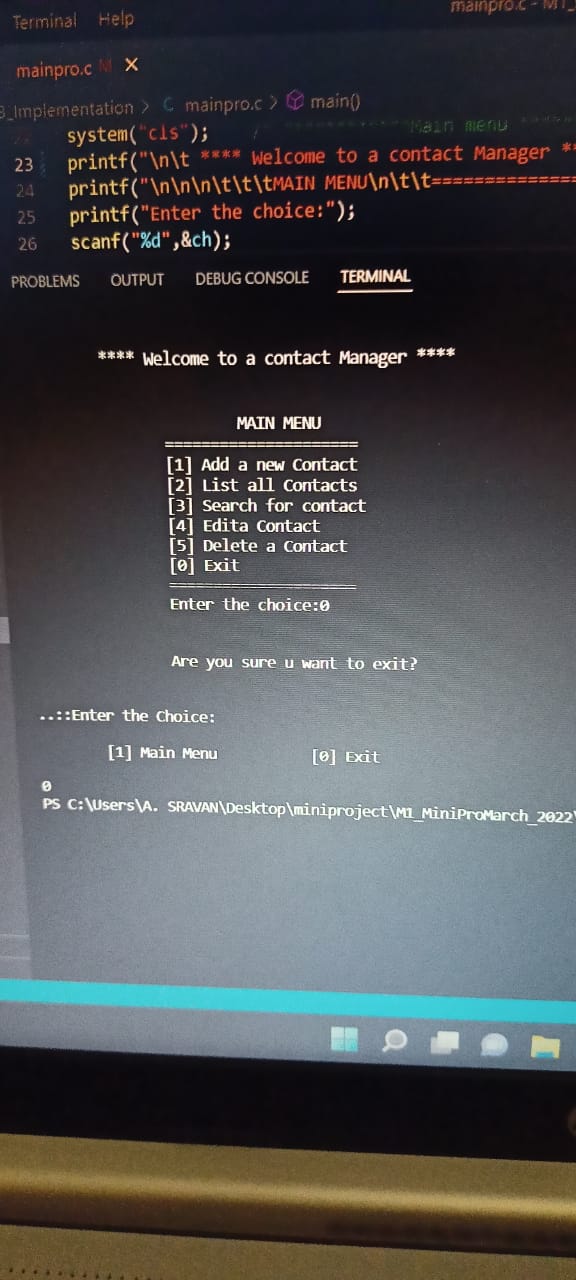 Terminal Help
mainpro.c - M1_
mainpro.c M ×
3_Implementation > C mainpro.c > main()
system("cls"); Main menu
23 printf("\n\t **** Welcome to a contact Manager **
24 printf("\n\n\n\t\t\tMAIN MENU\n\t\t==============
25 printf("Enter the choice:");
26 scanf("%d",&ch);
PROBLEMS OUTPUT DEBUG CONSOLE TERMINAL
**** Welcome to a contact Manager ****
MAIN MENU
=====================
[1] Add a new Contact
[2] List all Contacts
[3] Search for contact
[4] Edita Contact
[5] Delete a Contact
[0] Exit
=====================
Enter the choice:0
Are you sure u want to exit?
..::Enter the Choice:
[1] Main Menu [0] Exit
0
PS C:\Users\A. SRAVAN\Desktop\miniproject\M1_MiniProMarch_2022\